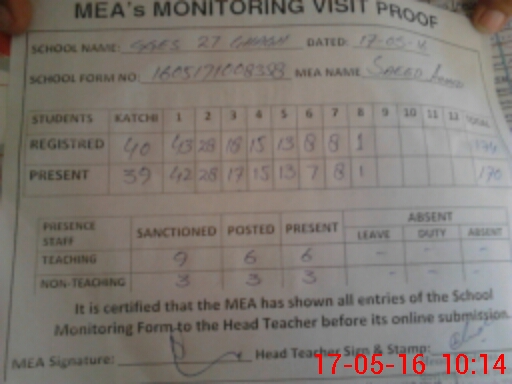 MEA's MONITORING VISIT PROOF
SCHOOL NAME: GGES 27 GHAGH DATED: 17-05-16
SCHOOL FORM NO: 1605171008358 MEA NAME SAEED
STUDENTS KATCHI 1 2 3 4 5 6 7 8 9 10 11 12 TOTAL
REGISTRED 40 43 28 18 15 13 8 8 1 174
PRESENT 39 42 28 17 15 13 7 8 1 170
PRESENCE STAFF SANCTIONED POSTED PRESENT ABSENT
LEAVE DUTY ABSENT
TEACHING 9 6 6 - - -
NON-TEACHING 3 3 3 - - -
It is certified that the MEA has shown all entries of the School
Monitoring Form to the Head Teacher before its online submission.
MEA Signature: Head Teacher Sign & Stamp:
17-05-16 10:14